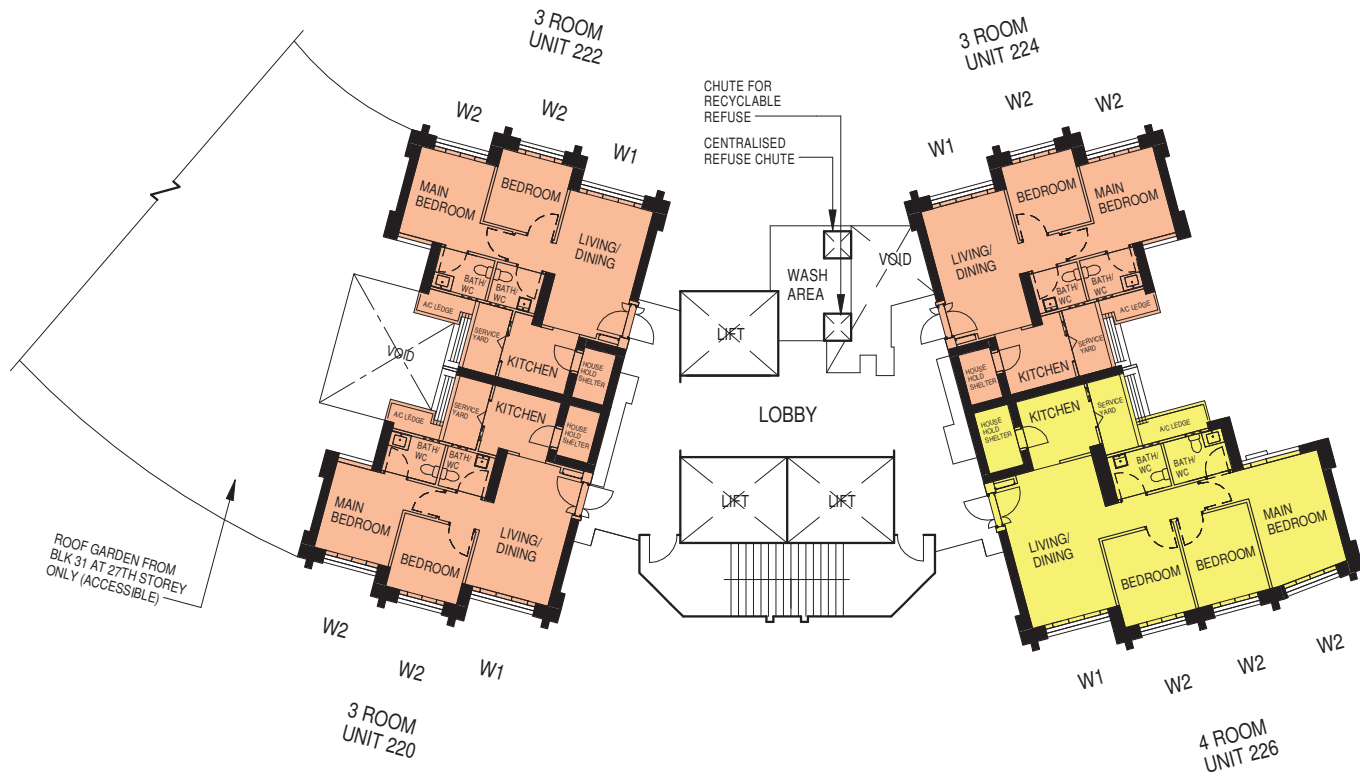 3 ROOM
UNIT 222
W2
W2
W1
MAIN
BEDROOM
BEDROOM
LIVING/
DINING
BATH/
WC
BATH/
WC
A/C LEDGE
SERVICE
YARD
KITCHEN
HOUSE
HOLD
SHELTER
VOID
CHUTE FOR
RECYCLABLE
REFUSE
CENTRALISED
REFUSE CHUTE
WASH
AREA
VOID
LIFT
LOBBY
LIFT
LIFT
3 ROOM
UNIT 224
W1
W2
W2
LIVING/
DINING
BEDROOM
MAIN
BEDROOM
BATH/
WC
BATH/
WC
A/C LEDGE
SERVICE
YARD
KITCHEN
HOUSE
HOLD
SHELTER
A/C LEDGE
SERVICE
YARD
KITCHEN
HOUSE
HOLD
SHELTER
BATH/
WC
BATH/
WC
MAIN
BEDROOM
BEDROOM
LIVING/
DINING
W2
W2
W1
3 ROOM
UNIT 220
ROOF GARDEN FROM
BLK 31 AT 27TH STOREY
ONLY (ACCESSIBLE)
HOUSE
HOLD
SHELTER
KITCHEN
SERVICE
YARD
A/C LEDGE
BATH/
WC
BATH/
WC
LIVING/
DINING
BEDROOM
BEDROOM
MAIN
BEDROOM
W1
W2
W2
W2
4 ROOM
UNIT 226